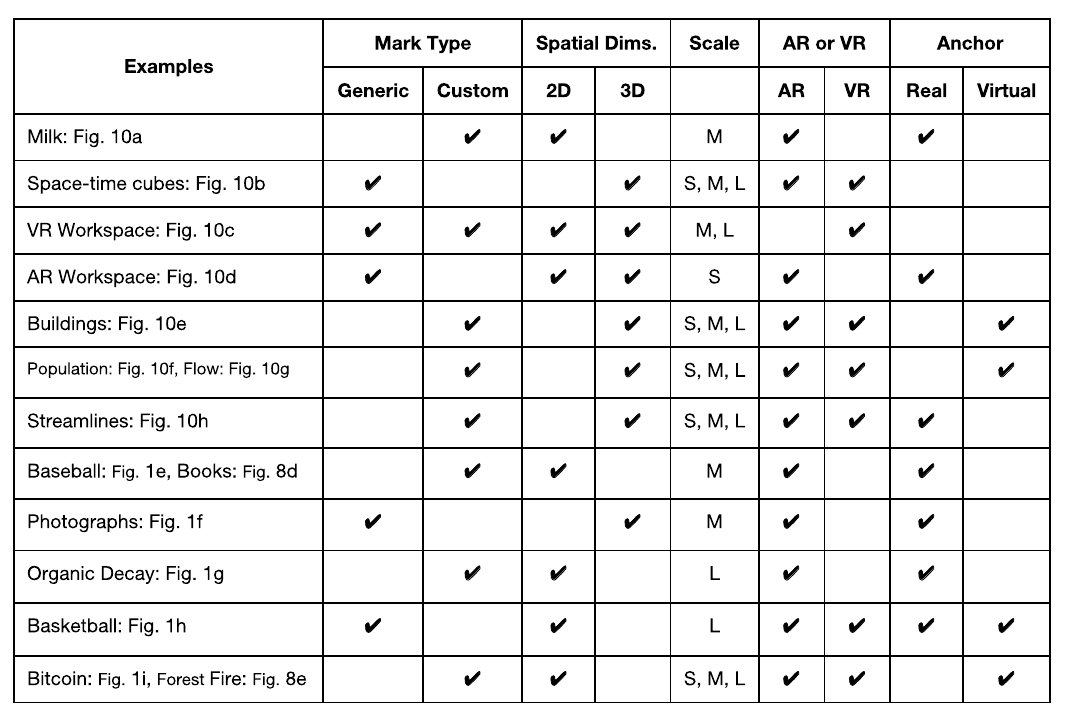 Examples Mark Type Spatial Dims. Scale AR or VR Anchor
Generic Custom 2D 3D AR VR Real Virtual
Milk: Fig. 10a ✔ ✔ M ✔ ✔
Space-time cubes: Fig. 10b ✔ ✔ S, M, L ✔ ✔
VR Workspace: Fig. 10c ✔ ✔ ✔ ✔ M, L ✔
AR Workspace: Fig. 10d ✔ ✔ ✔ S ✔ ✔
Buildings: Fig. 10e ✔ ✔ S, M, L ✔ ✔ ✔
Population: Fig. 10f, Flow: Fig. 10g ✔ ✔ S, M, L ✔ ✔ ✔
Streamlines: Fig. 10h ✔ ✔ S, M, L ✔ ✔ ✔
Baseball: Fig. 1e, Books: Fig. 8d ✔ ✔ M ✔ ✔
Photographs: Fig. 1f ✔ ✔ M ✔ ✔
Organic Decay: Fig. 1g ✔ ✔ L ✔ ✔
Basketball: Fig. 1h ✔ ✔ L ✔ ✔ ✔ ✔
Bitcoin: Fig. 1i, Forest Fire: Fig. 8e ✔ ✔ S, M, L ✔ ✔ ✔